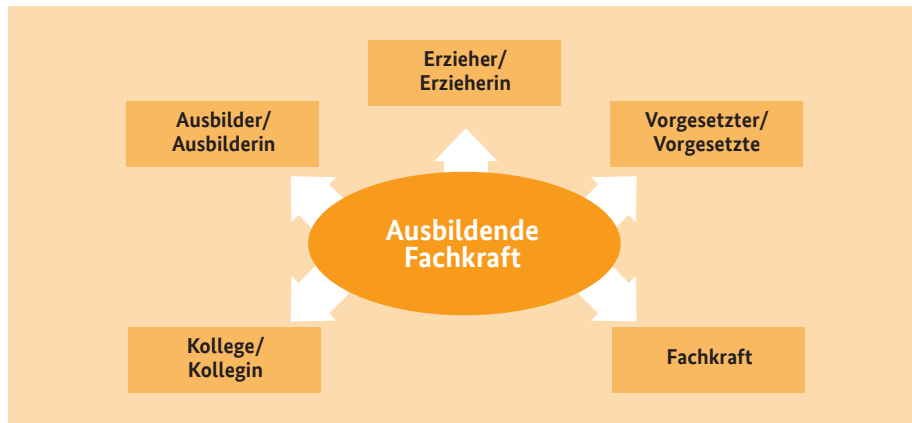 Erzieher/
Erzieherin
Ausbilder/
Ausbilderin
Vorgesetzter/
Vorgesetzte
Ausbildende
Fachkraft
Kollege/
Kollegin
Fachkraft